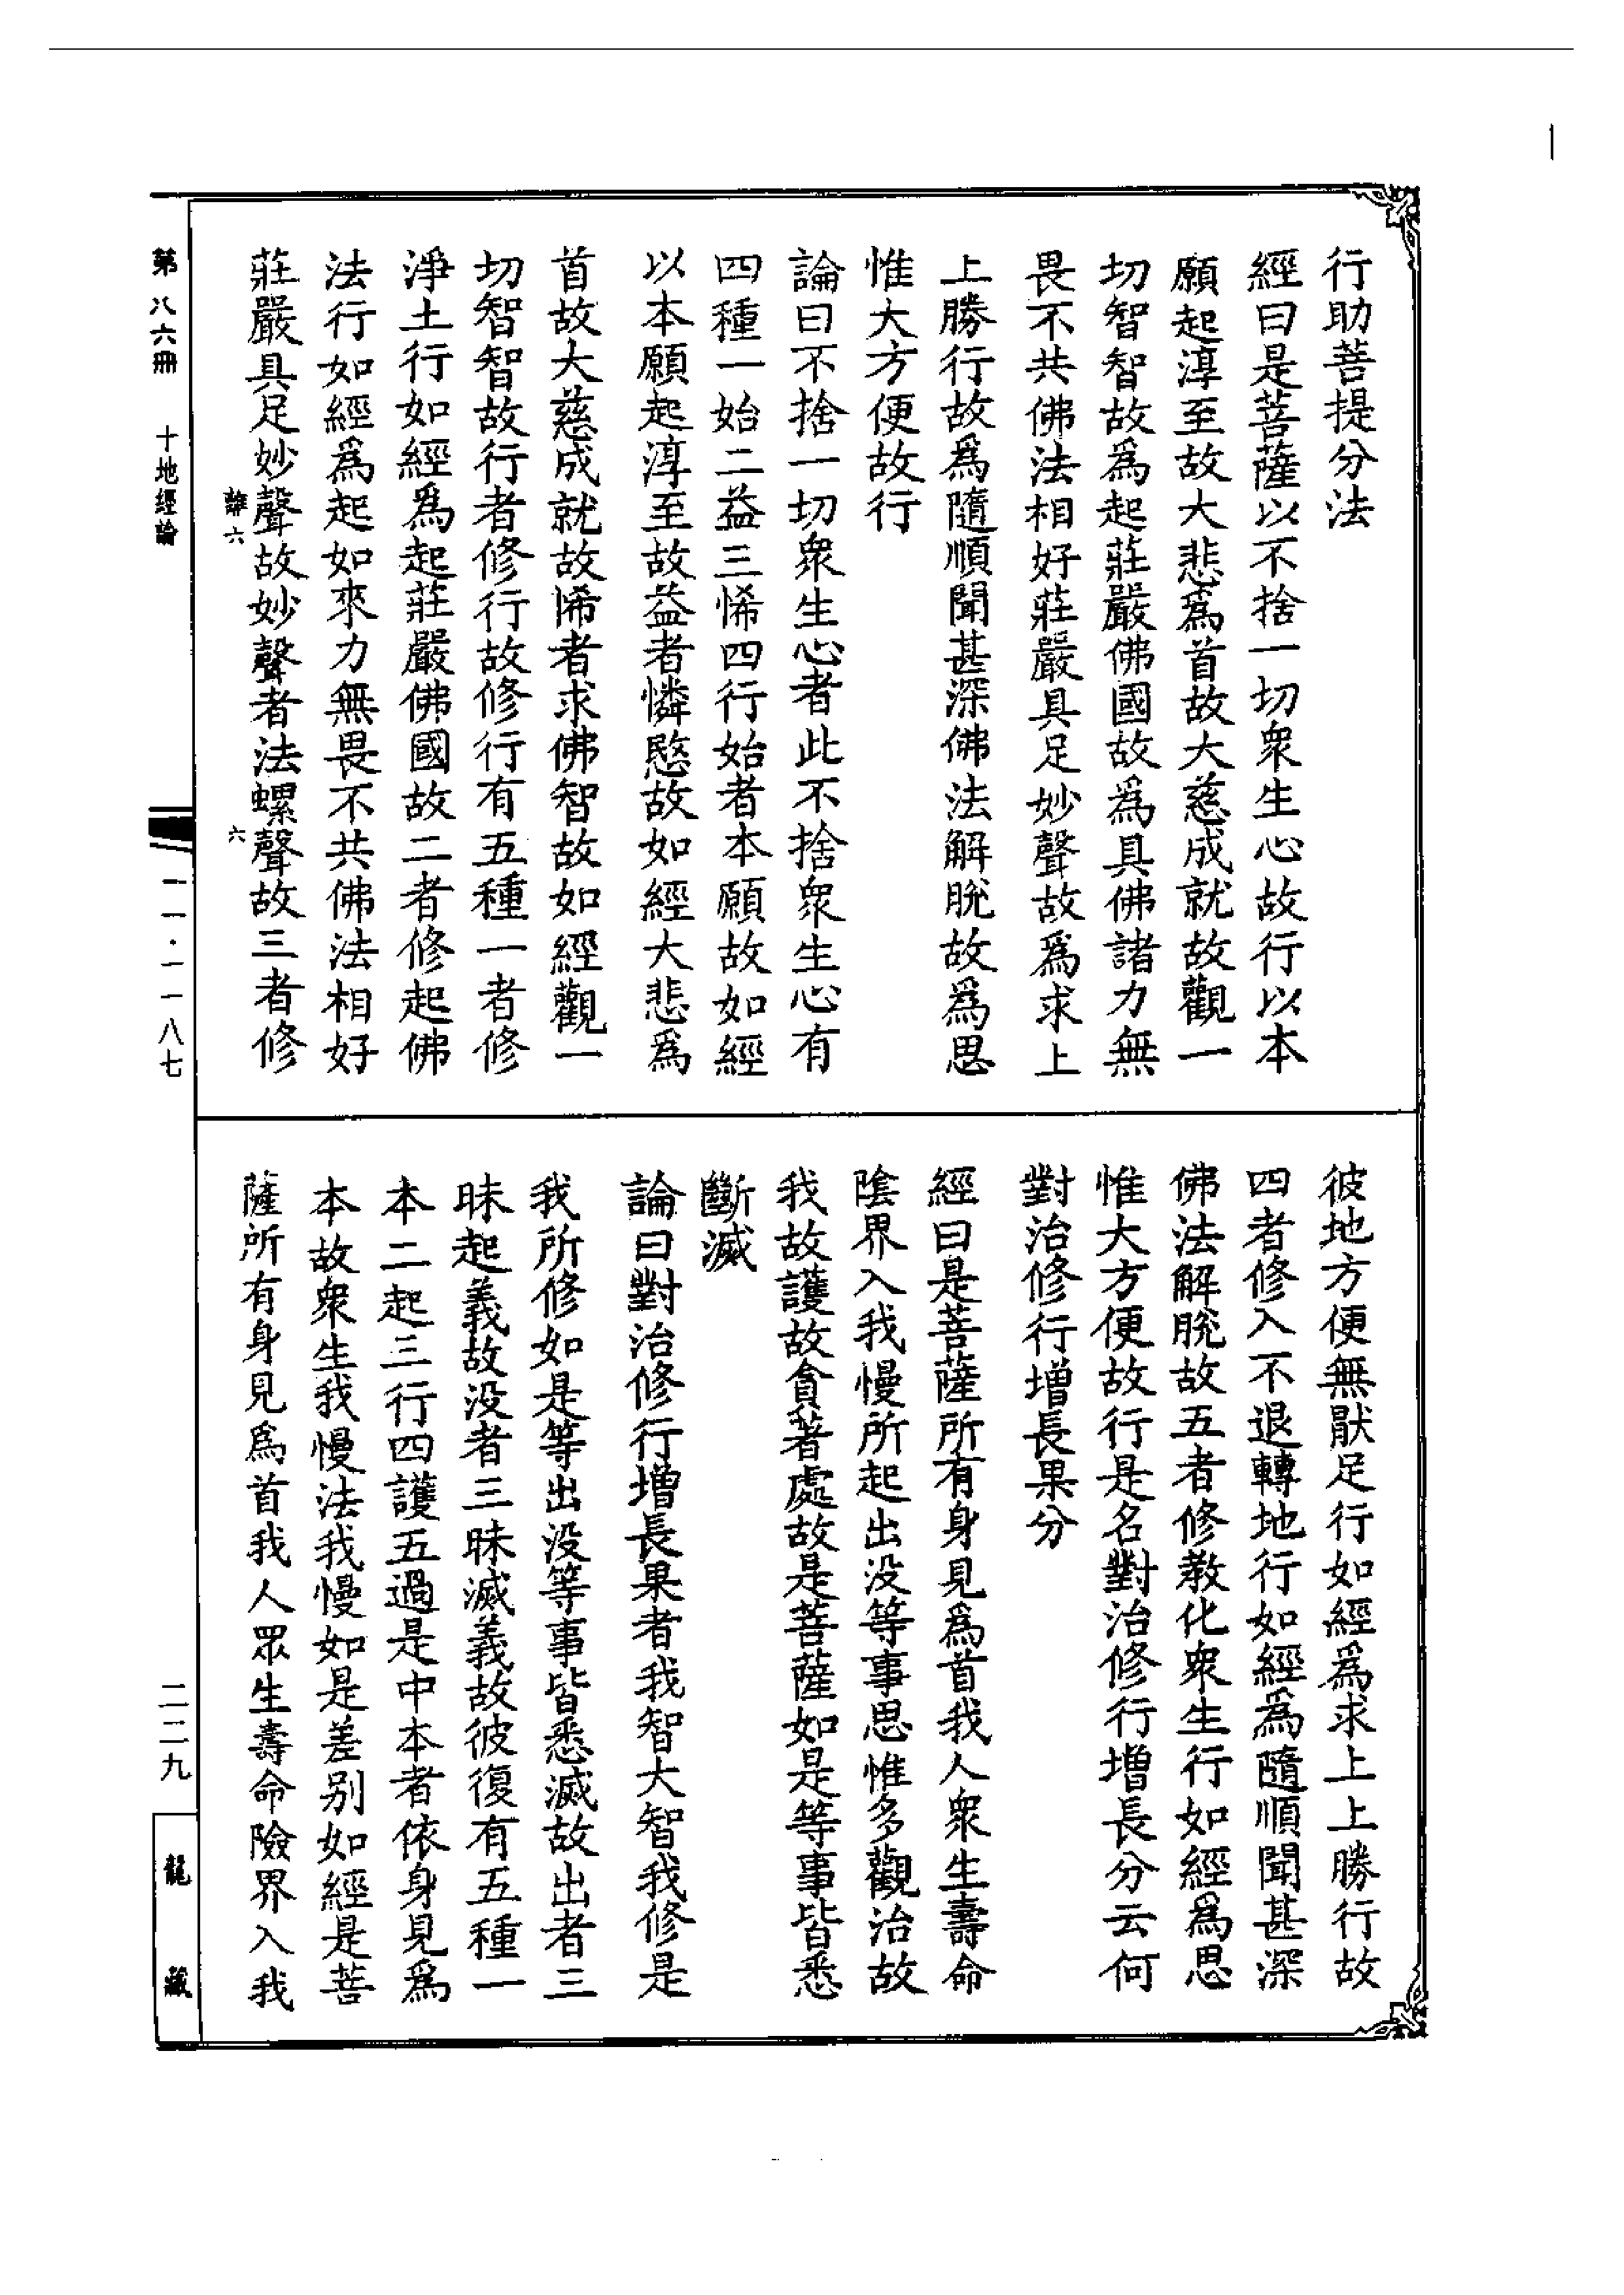 行助菩提分法
經曰是菩薩以不捨一切衆生心故行以本
願起淳至故大悲爲首故大慈成就故觀一
切智智故爲起莊嚴佛國故爲具佛諸力無
畏不共佛法相好莊嚴具足妙聲故爲求上
上勝行故爲隨順聞甚深佛法解脫故爲思
惟大方便故行
論曰不捨一切衆生心者此不捨衆生心有
四種一始二益三悕四行始者本願故如經
以本願起淳至故益者憐愍故如經大悲爲
首故大慈成就故悕者求佛智故如經觀一
切智智故行者修行故修行有五種一者修
淨土行如經爲起莊嚴佛國故二者修起佛
法行如經爲起如來力無畏不共佛法相好
莊嚴具足妙聲故妙聲者法螺聲故三者修
六
六
彼地方便無猒足行如經爲求上上勝行故
四者修入不退轉地行如經爲隨順聞甚深
佛法解脫故五者修教化衆生行如經爲思
惟大方便故行是名對治修行增長分云何
對治修行增長果分
經曰是菩薩所有身見爲首我人衆生壽命
陰界入我慢所起出没等事思惟多觀治故
我故護故貪著處故是菩薩如是等事皆悉
斷滅
論曰對治修行增長果者我智大智我修是
我所修如是等出没等事皆悉滅故出者三
昧起義故没者三昧滅義故彼復有五種一
本二起三行四護五過是中本者依身見爲
本故衆生我慢法我慢如是差别如經是菩
薩所有身見爲首我人眾生壽命險界入我
第八六冊 十地經論
一一·一一八七
二二九
龍藏